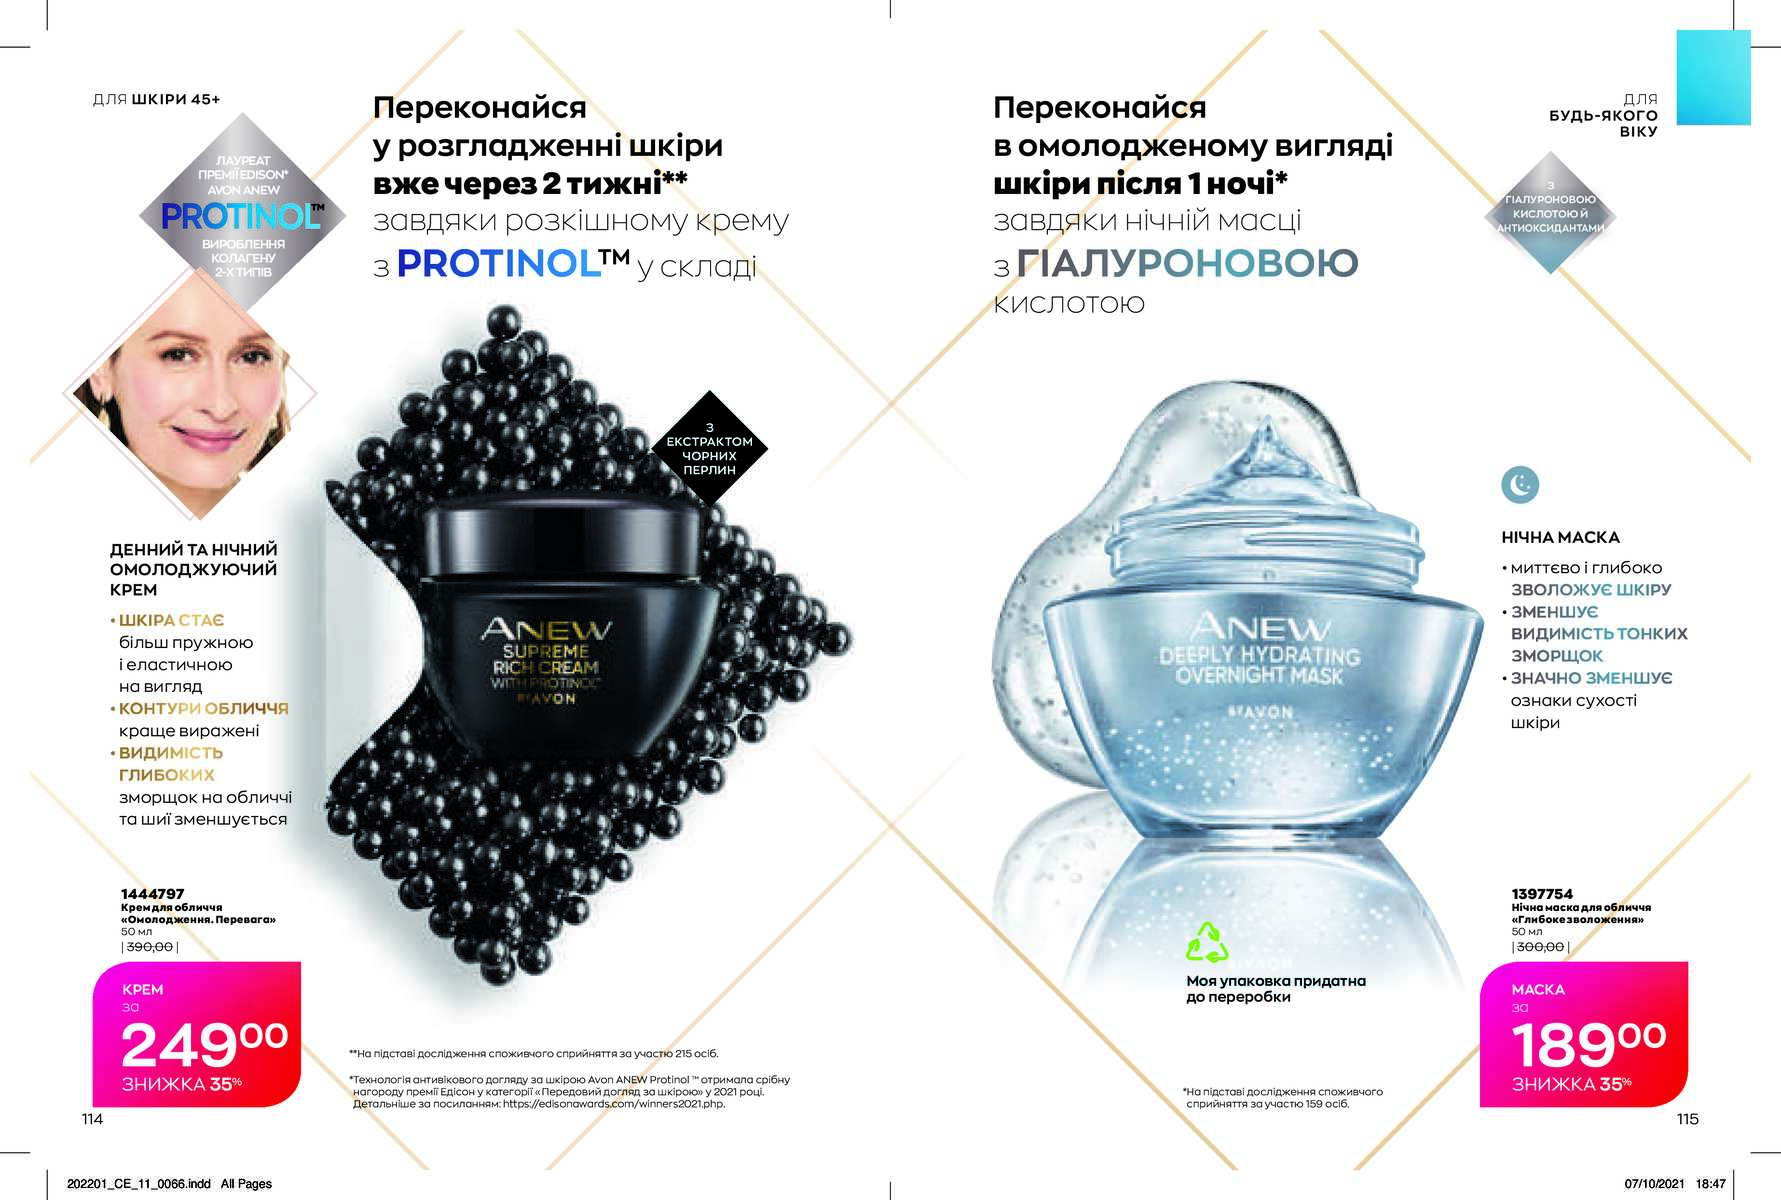 ДЛЯ ШКІРИ 45+
ЛАУРЕАТ
ПРЕМІЇ EDISON*
AVON ANEW
PROTINOL™
ВИРОБЛЕННЯ
КОЛАГЕНУ
2-Х ТИПІВ
Переконайся
у розгладженні шкіри
вже через 2 тижні**
завдяки розкішному крему
з PROTINOL™ у складі
З
ЕКСТРАКТОМ
ЧОРНИХ
ПЕРЛИН
ANEW
SUPREME
RICH CREAM
WITH PROTINOL™
BY AVON
ДЕННИЙ ТА НІЧНИЙ
ОМОЛОДЖУЮЧИЙ
КРЕМ
• ШКІРА СТАЄ
більш пружною
і еластичною
на вигляд
• КОНТУРИ ОБЛИЧЧЯ
краще виражені
• ВИДИМІСТЬ
ГЛИБОКИХ
зморщок на обличчі
та шиї зменшується
1444797
Крем для обличчя
«Омолодження. Перевага»
50 мл
| 390,00 |
КРЕМ
за
249⁰⁰
ЗНИЖКА 35%
**На підставі дослідження споживчого сприйняття за участю 215 осіб.
*Технологія антивікового догляду за шкірою Avon ANEW Protinol ™ отримала срібну
нагороду премії Едісон у категорії «Передовий догляд за шкірою» у 2021 році.
Детальніше за посиланням: https://edisonawards.com/winners2021.php.
114
Переконайся
в омолодженому вигляді
шкіри після 1 ночі*
завдяки нічній масці
з ГІАЛУРОНОВОЮ
кислотою
ДЛЯ
БУДЬ-ЯКОГО
ВІКУ
З
ГІАЛУРОНОВОЮ
КИСЛОТОЮ Й
АНТИОКСИДАНТАМИ
ANEW
DEEPLY HYDRATING
OVERNIGHT MASK
BY AVON
НІЧНА МАСКА
• миттєво і глибоко
ЗВОЛОЖУЄ ШКІРУ
• ЗМЕНШУЄ
ВИДИМІСТЬ ТОНКИХ
ЗМОРЩОК
• ЗНАЧНО ЗМЕНШУЄ
ознаки сухості
шкіри
Моя упаковка придатна
до переробки
1397754
Нічна маска для обличчя
«Глибоке зволоження»
50 мл
| 300,00 |
МАСКА
за
189⁰⁰
ЗНИЖКА 35%
*На підставі дослідження споживчого
сприйняття за участю 159 осіб.
115
202201_CE_11_0066.indd   All Pages
07/10/2021   18:47